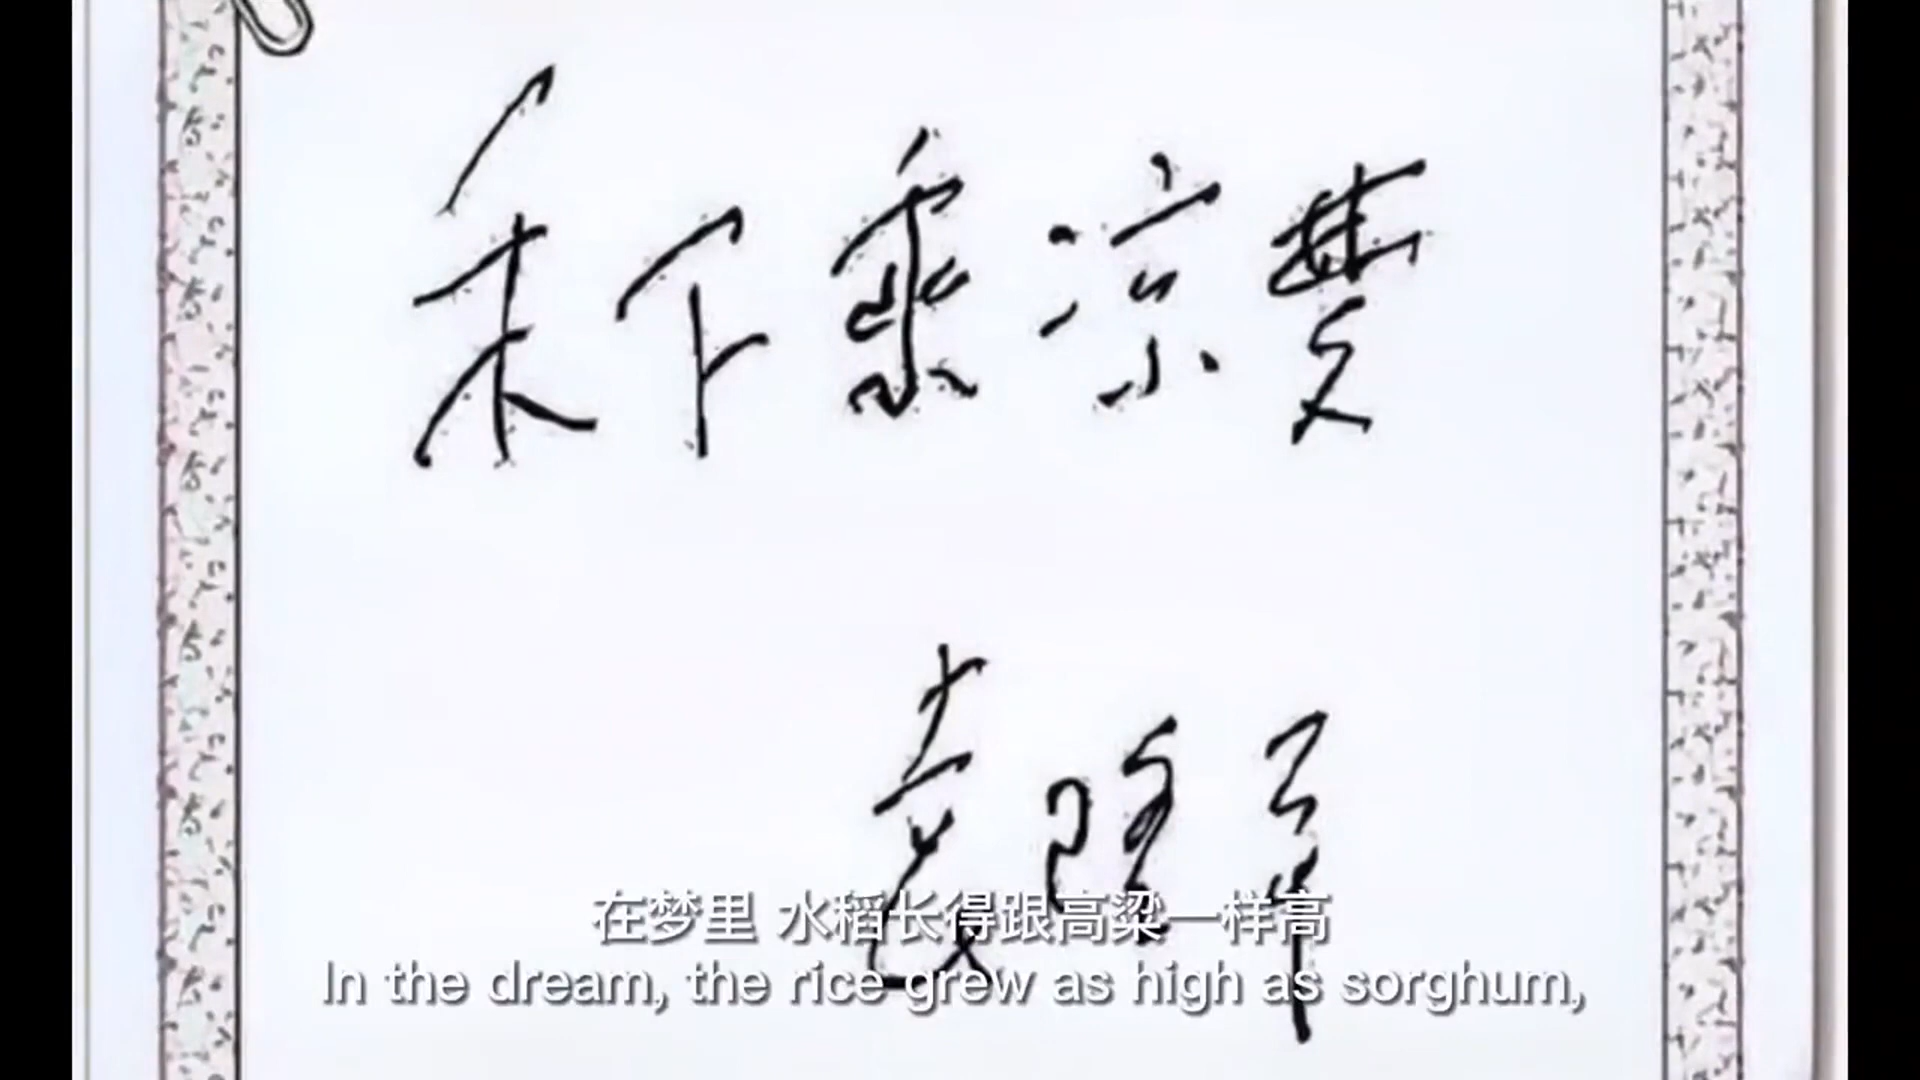 禾下乘凉梦
袁隆平
在梦里 水稻长得跟高粱一样高
In the dream, the rice grew as high as sorghum,